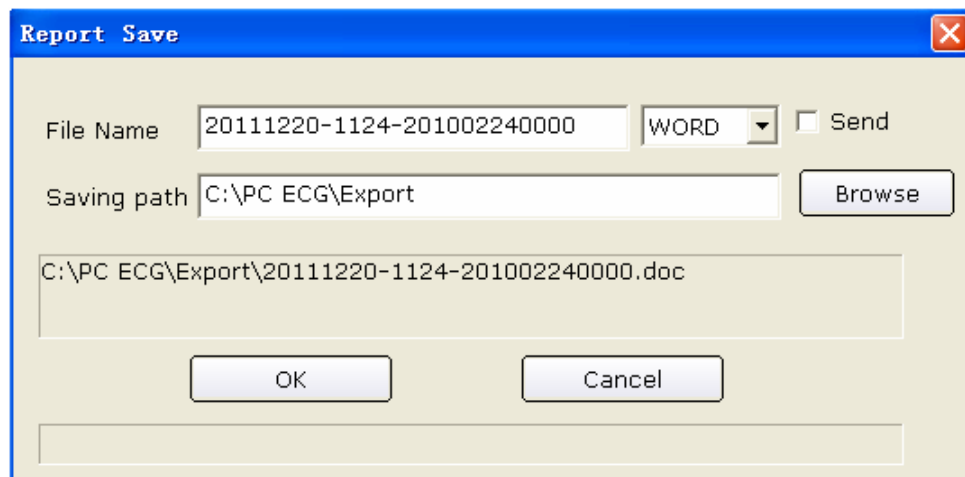 Report Save
File Name 20111220-1124-201002240000 WORD Send
Saving path C:\PC ECG\Export Browse
C:\PC ECG\Export\20111220-1124-201002240000.doc
OK Cancel